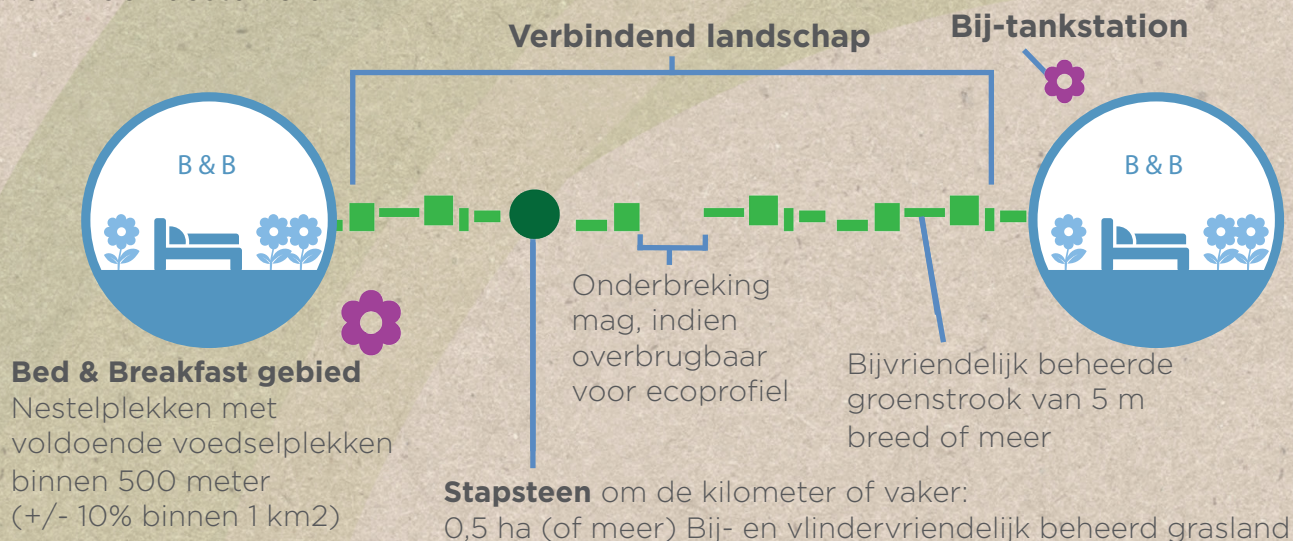 Verbindend landschap
Bij-tankstation
B & B
B & B
Onderbreking
mag, indien
overbrugbaar
voor ecoprofiel
Bijvriendelijk beheerde
groenstrook van 5 m
breed of meer
Bed & Breakfast gebied
Nestelplekken met
voldoende voedselplekken
binnen 500 meter
(+/- 10% binnen 1 km2)
Stapsteen om de kilometer of vaker:
0,5 ha (of meer) Bij- en vlindervriendelijk beheerd grasland